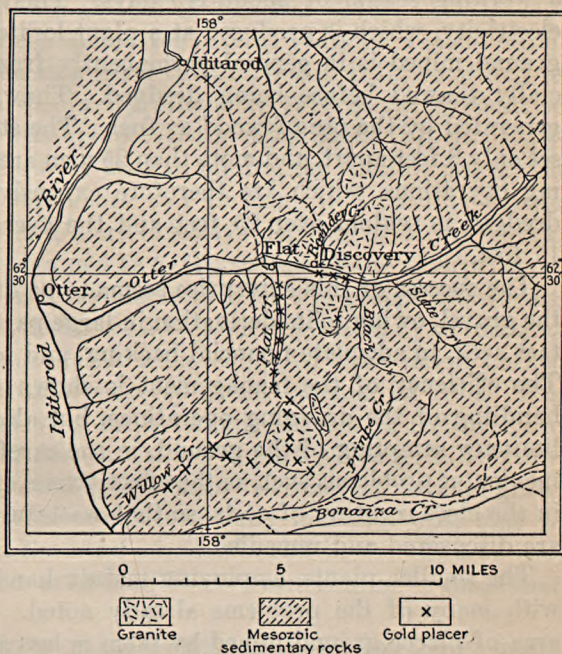 158°
Iditarod
River
Boulder Cr.
Flat
Discovery
Creek
62°
30'
62°
30'
Otter
Otter
Slate Cr.
Flat Cr.
Black Cr.
Iditarod
Prince Cr.
Willow Cr.
Bonanza Cr
158°
0 5 10 MILES
Granite
Mesozoic
sedimentary rocks
Gold placer